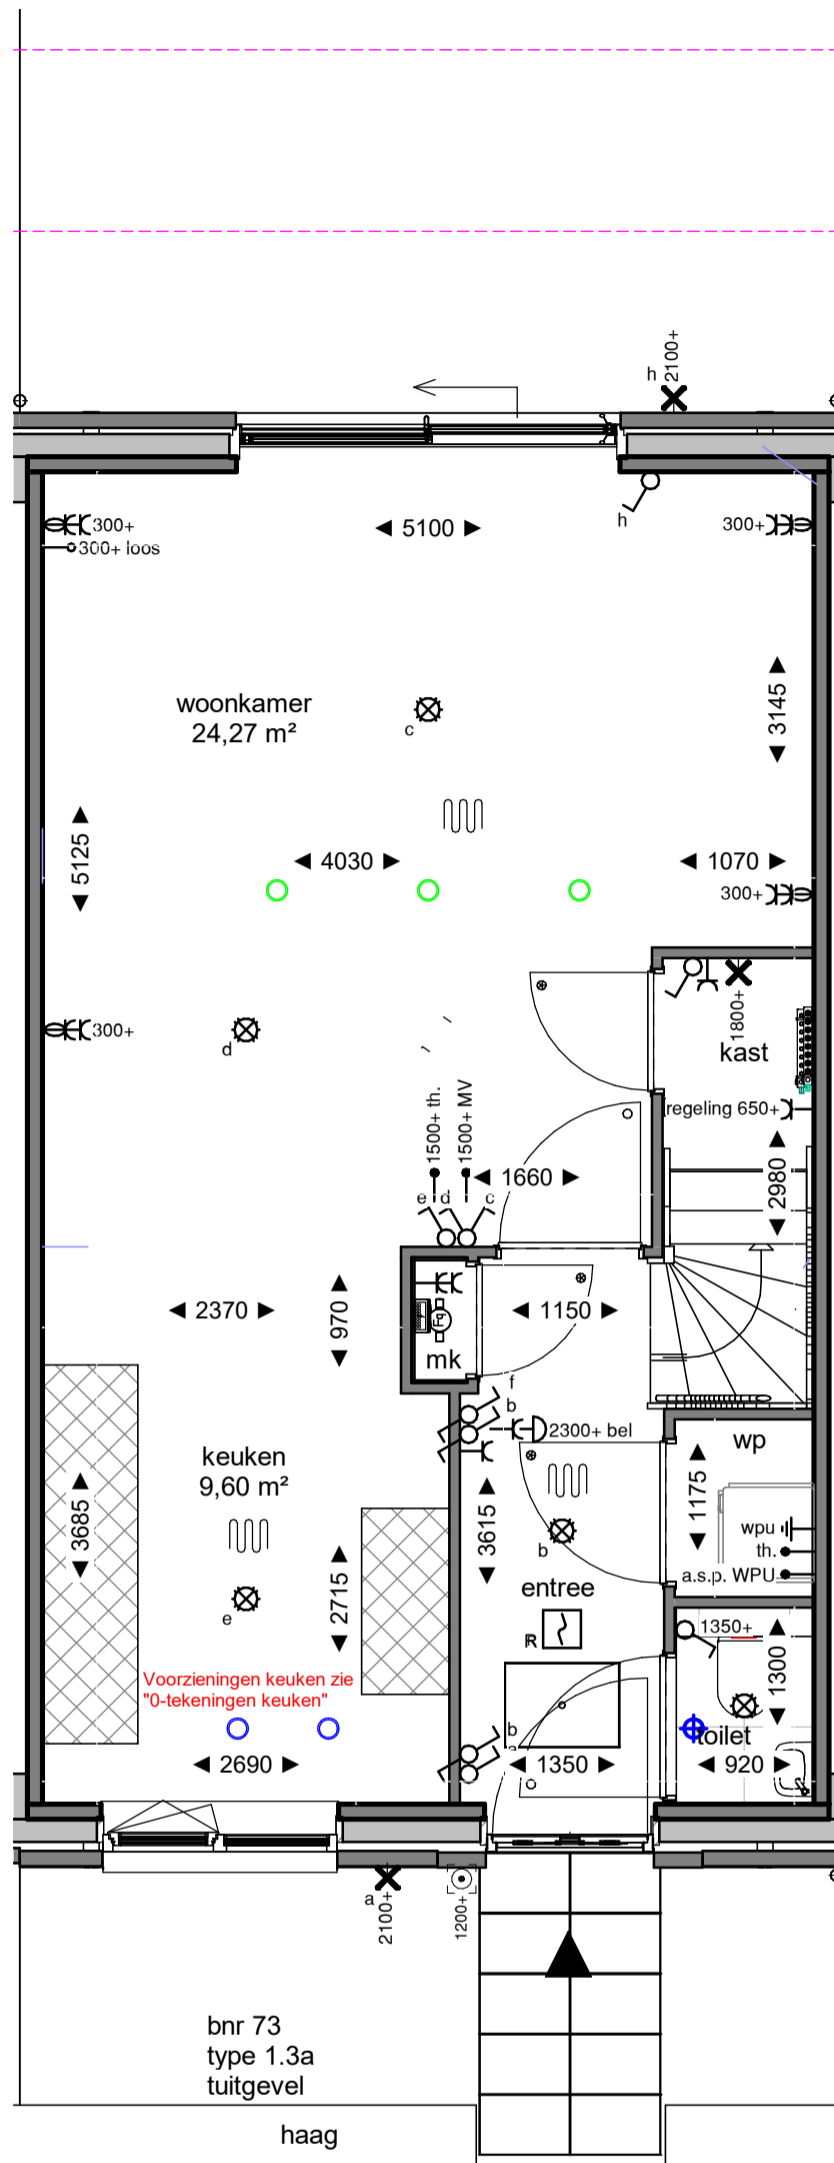 h
2100+
h
300+
5100
300+
300+ loos
woonkamer
24,27 m²
3145
c
5125
4030
1070
300+
300+
d
1800+
kast
regeling 650+
1500+ th.
1500+ MV
1660
2980
e
d
c
2370
970
1150
Fq
mk
f
b
2300+ bel
wp
keuken
9,60 m²
3685
3615
1175
wpu
th.
a.s.p. WPU
b
entree
e
2715
R
1350+
1300
Voorzieningen keuken zie
"0-tekeningen keuken"
toilet
b
2690
1350
920
a
2100+
1200+
bnr 73
type 1.3a
tuitgevel
haag